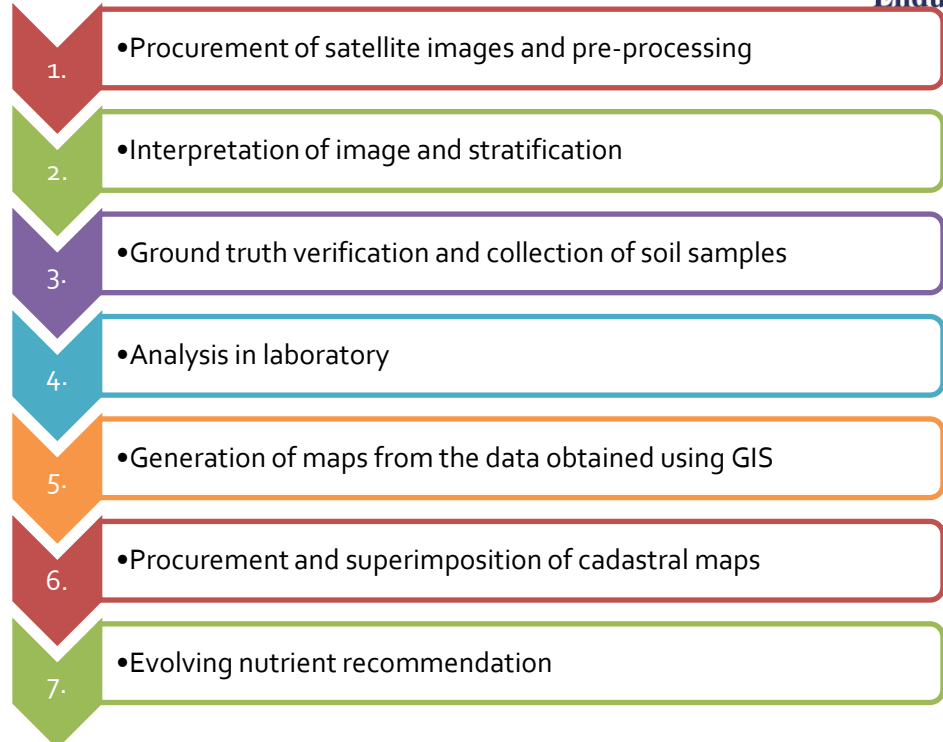 1.
•Procurement of satellite images and pre-processing
2.
•Interpretation of image and stratification
3.
•Ground truth verification and collection of soil samples
4.
•Analysis in laboratory
5.
•Generation of maps from the data obtained using GIS
6.
•Procurement and superimposition of cadastral maps
7.
•Evolving nutrient recommendation